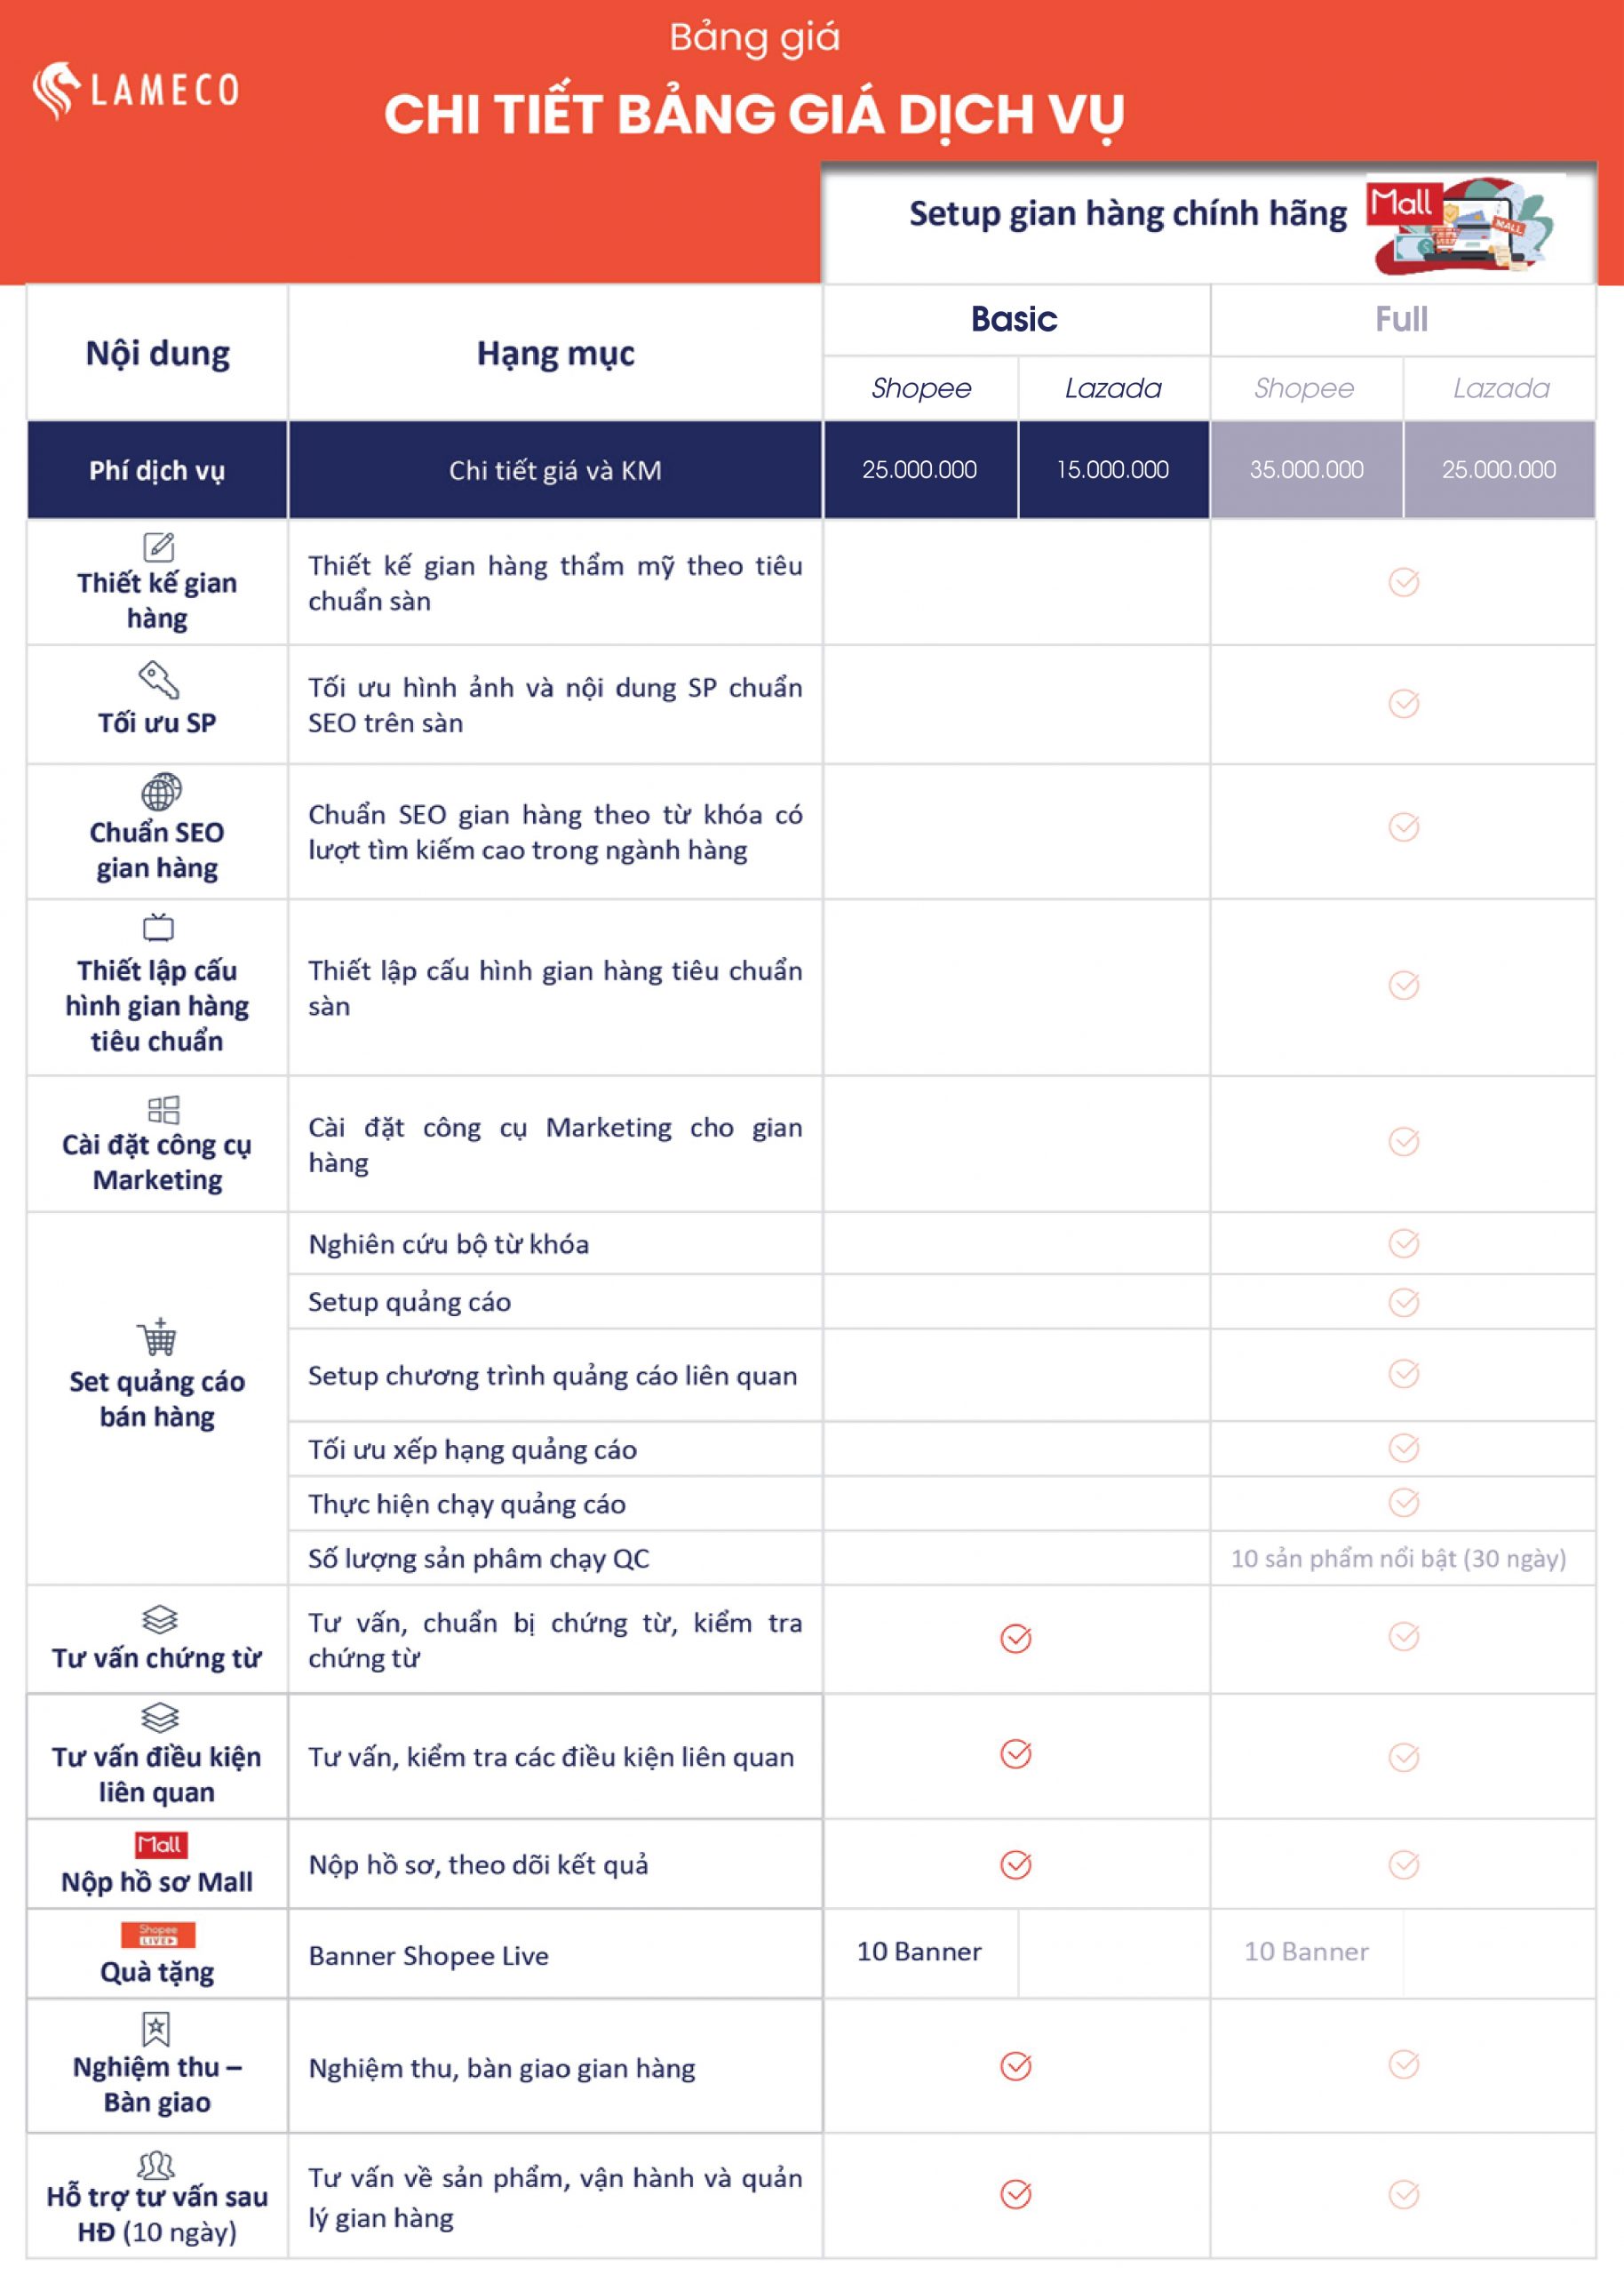 Bảng giá
LAMECO
CHI TIẾT BẢNG GIÁ DỊCH VỤ
Setup gian hàng chính hãng
Mall
MALL
Nội dung
Hạng mục
Basic
Full
Shopee
Lazada
Shopee
Lazada
Phí dịch vụ
Chi tiết giá và KM
25.000.000
15.000.000
35.000.000
25.000.000
Thiết kế gian
hàng
Thiết kế gian hàng thẩm mỹ theo tiêu
chuẩn sàn
Tối ưu SP
Tối ưu hình ảnh và nội dung SP chuẩn
SEO trên sàn
Chuẩn SEO
gian hàng
Chuẩn SEO gian hàng theo từ khóa có
lượt tìm kiếm cao trong ngành hàng
Thiết lập cấu
hình gian hàng
tiêu chuẩn
Thiết lập cấu hình gian hàng tiêu chuẩn
sàn
Cài đặt công cụ
Marketing
Cài đặt công cụ Marketing cho gian
hàng
Set quảng cáo
bán hàng
Nghiên cứu bộ từ khóa
Setup quảng cáo
Setup chương trình quảng cáo liên quan
Tối ưu xếp hạng quảng cáo
Thực hiện chạy quảng cáo
Số lượng sản phâm chạy QC
10 sản phẩm nổi bật (30 ngày)
Tư vấn chứng từ
Tư vấn, chuẩn bị chứng từ, kiểm tra
chứng từ
Tư vấn điều kiện
liên quan
Tư vấn, kiểm tra các điều kiện liên quan
Mall
Nộp hồ sơ Mall
Nộp hồ sơ, theo dõi kết quả
Shopee
LIVE
Quà tặng
Banner Shopee Live
10 Banner
10 Banner
Nghiệm thu –
Bàn giao
Nghiệm thu, bàn giao gian hàng
Hỗ trợ tư vấn sau
HĐ (10 ngày)
Tư vấn về sản phẩm, vận hành và quản
lý gian hàng